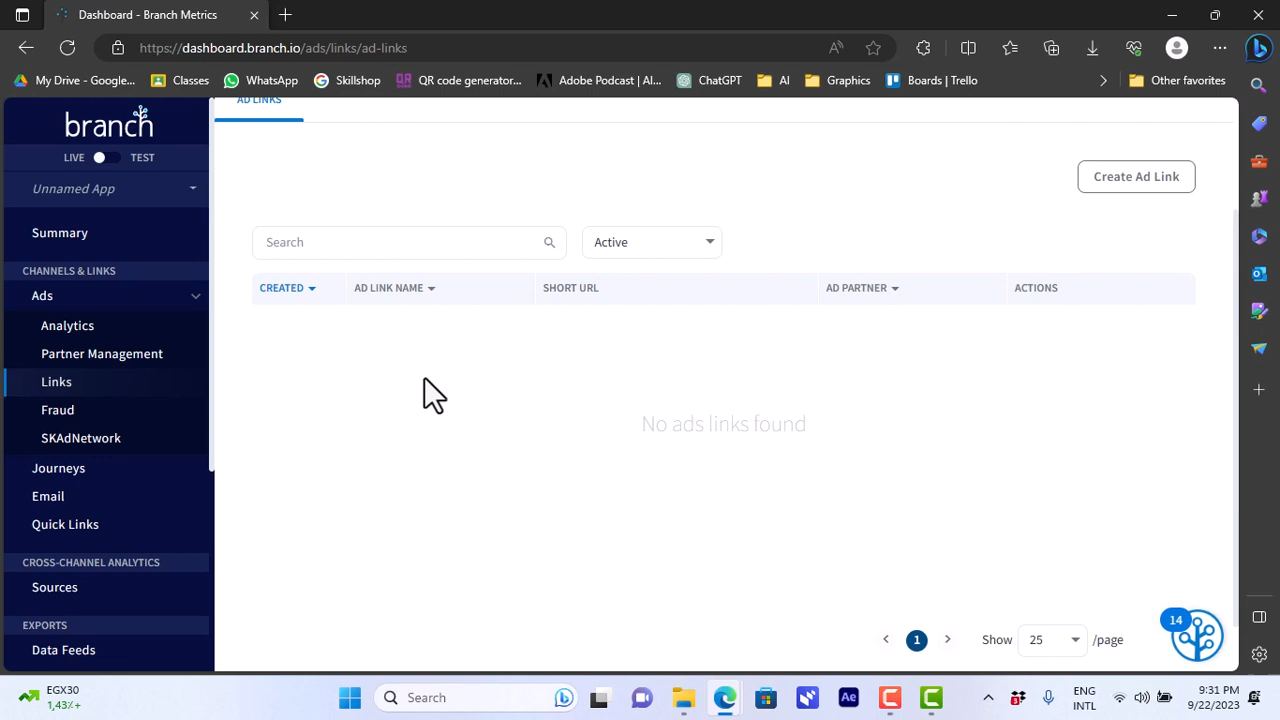 dashboard - Branch Metrics
https://dashboard.branch.io/ads/links/ad-links
My Drive - Google...
Classes
WhatsApp
Skillshop
QR code generator...
Adobe Podcast | AI...
ChatGPT
AI
Graphics
Boards | Trello
Other favorites
branch
LIVE
TEST
Unnamed App
Summary
CHANNELS & LINKS
Ads
Analytics
Partner Management
Links
Fraud
SKAdNetwork
Journeys
Email
Quick Links
CROSS-CHANNEL ANALYTICS
Sources
EXPORTS
Data Feeds
AD LINKS
Create Ad Link
Search
Active
CREATED
AD LINK NAME
SHORT URL
AD PARTNER
ACTIONS
No ads links found
1
Show
25
/page
14
EGX30
1,43%+
Search
Ae
ENG
INTL
9:31 PM
9/22/2023